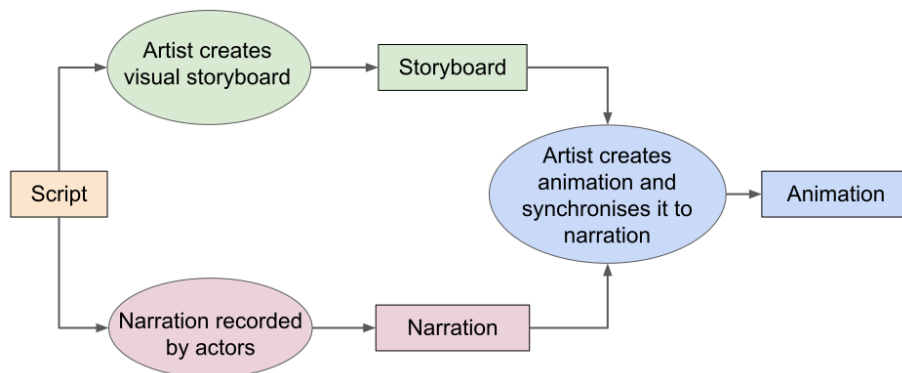 Artist creates
visual storyboard
Storyboard
Script
Artist creates
animation and
synchronises it to
narration
Animation
Narration recorded
by actors
Narration